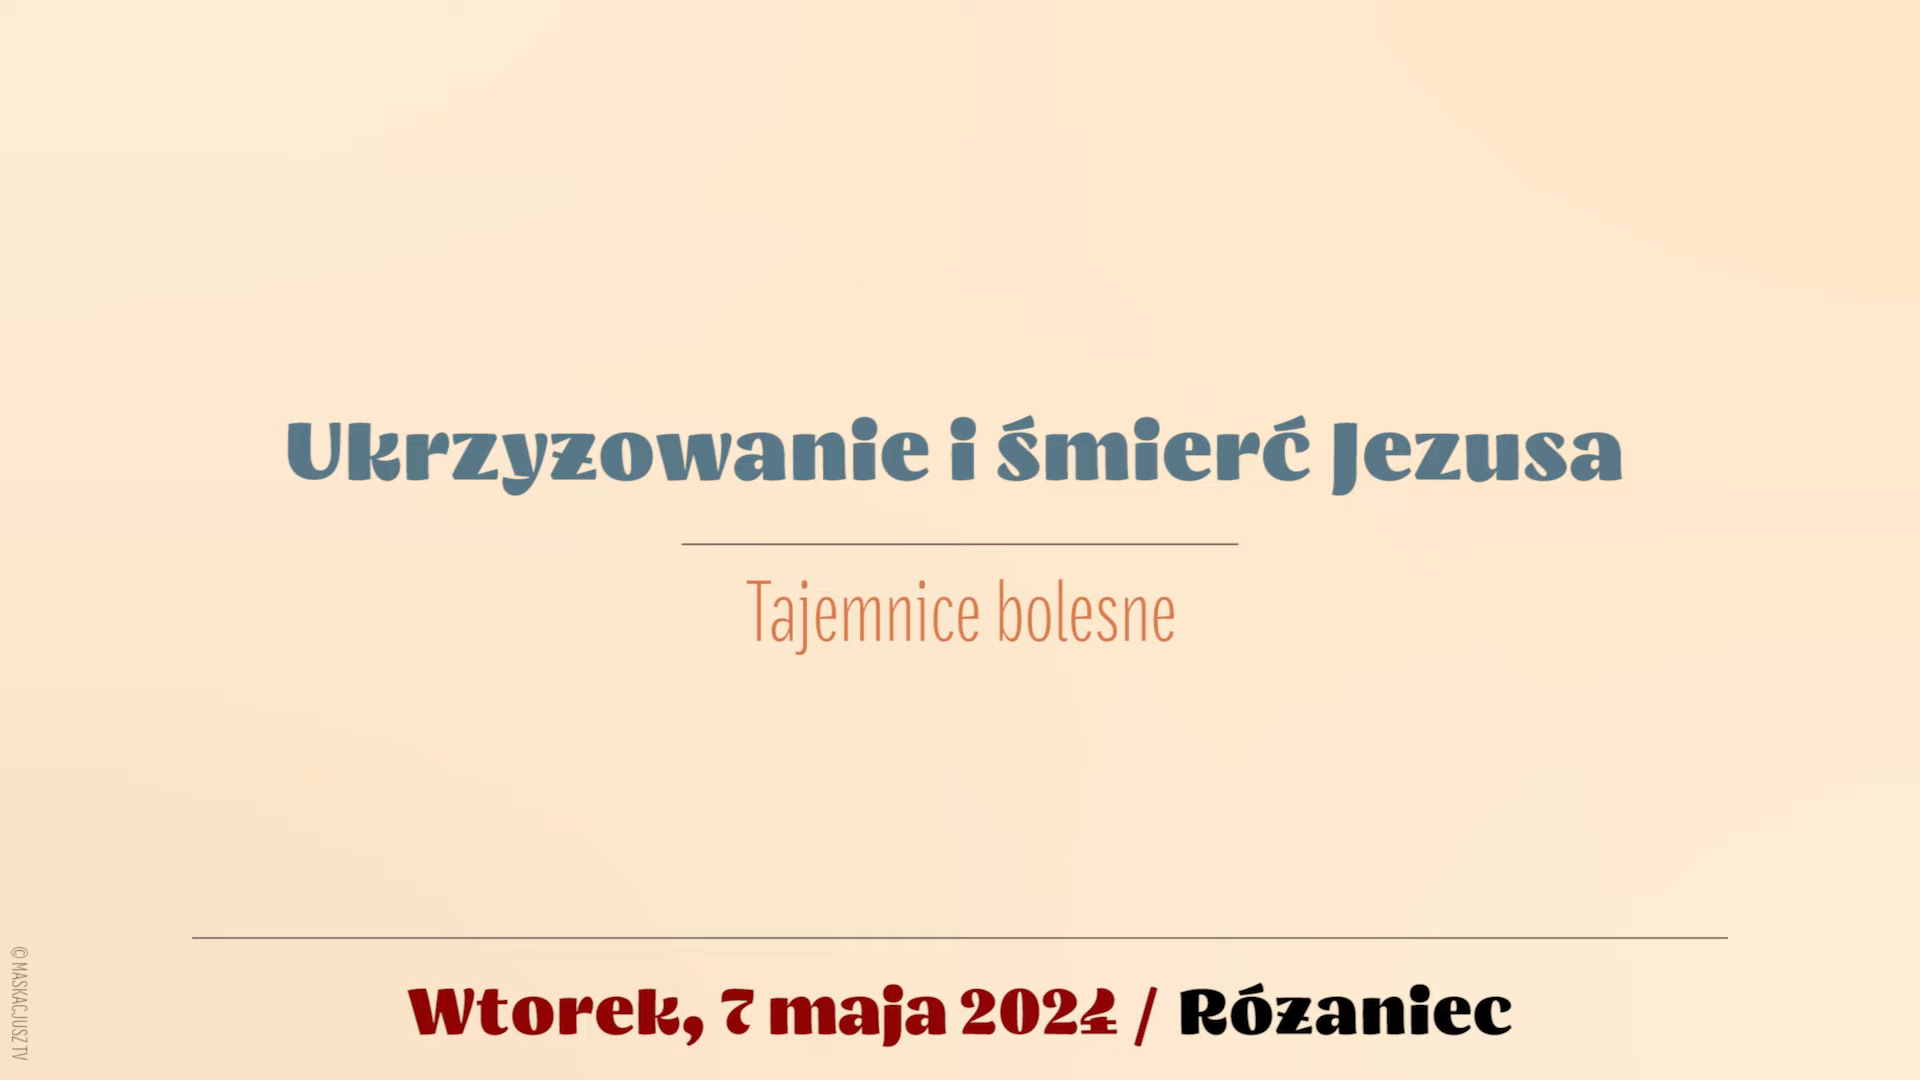 Ukrzyżowanie i śmierć Jezusa
Tajemnice bolesne
Wtorek, 7 maja 2024 / Różaniec
© MASKACJUSZ TV